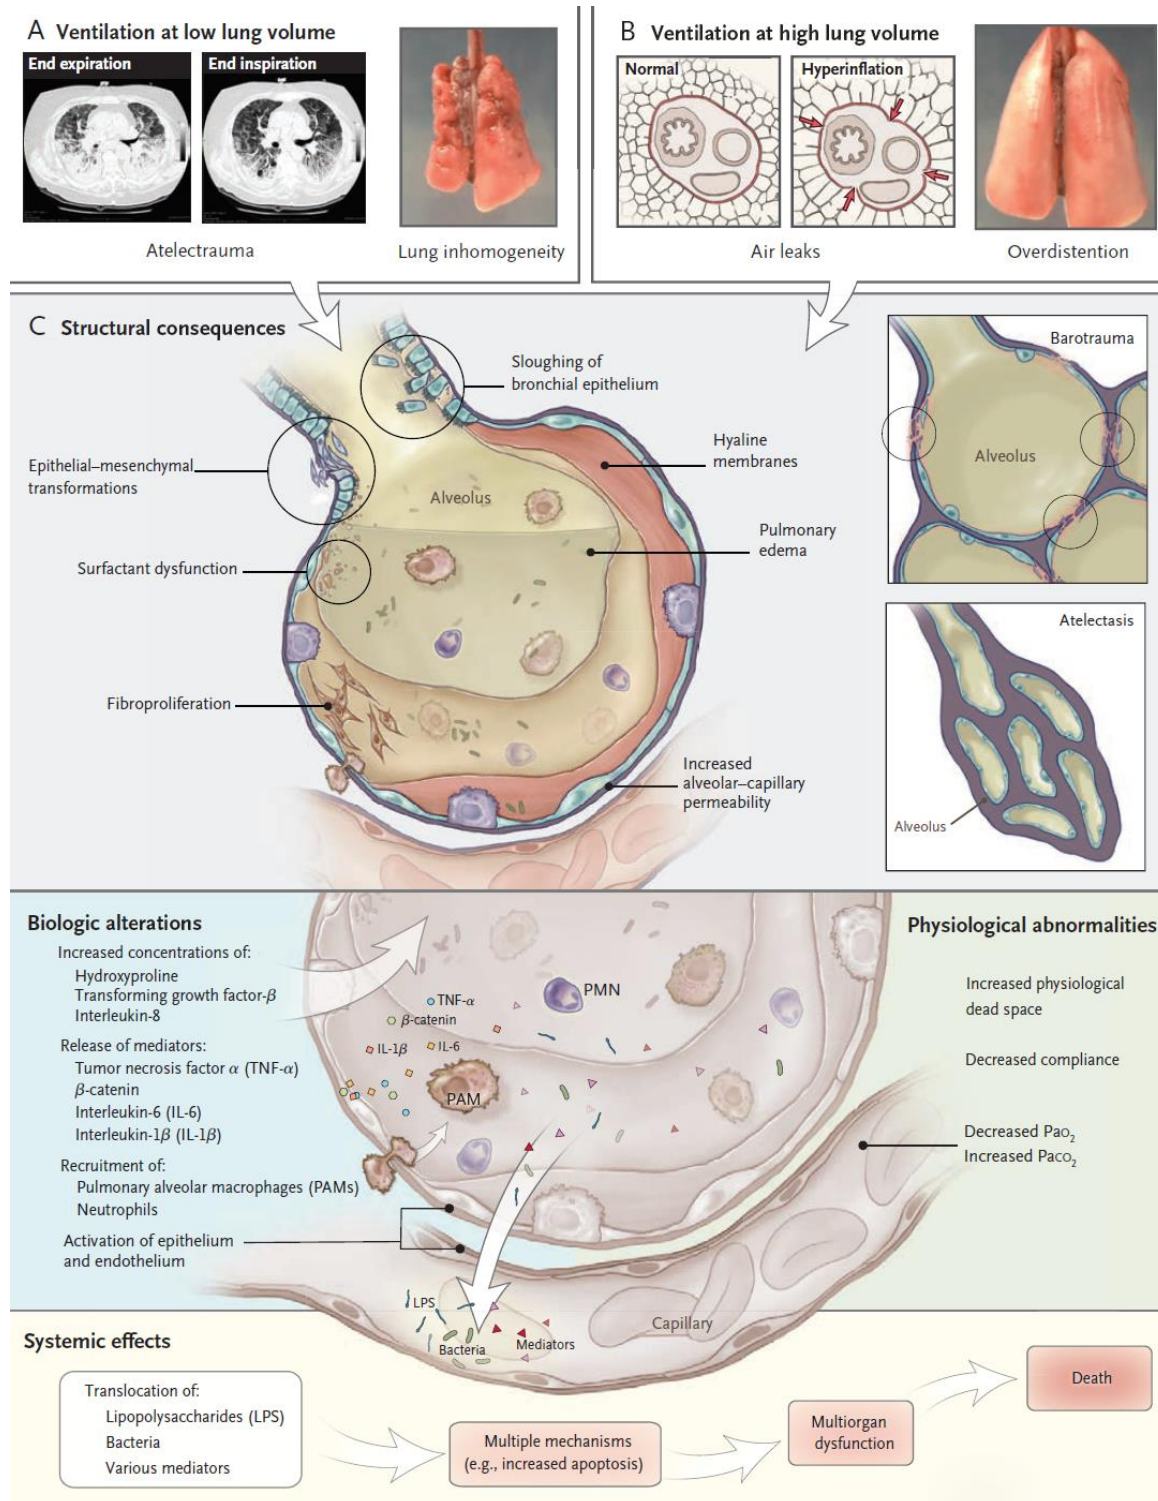 A Ventilation at low lung volume
End expiration
End inspiration
Atelectrauma
Lung inhomogeneity
B Ventilation at high lung volume
Normal
Hyperinflation
Air leaks
Overdistention
C Structural consequences
Sloughing of
bronchial epithelium
Hyaline
membranes
Epithelial–mesenchymal
transformations
Alveolus
Pulmonary
edema
Surfactant dysfunction
Fibroproliferation
Increased
alveolar–capillary
permeability
Barotrauma
Alveolus
Atelectasis
Alveolus
Biologic alterations
Increased concentrations of:
Hydroxyproline
Transforming growth factor-β
Interleukin-8
Release of mediators:
Tumor necrosis factor α (TNF-α)
β-catenin
Interleukin-6 (IL-6)
Interleukin-1β (IL-1β)
Recruitment of:
Pulmonary alveolar macrophages (PAMs)
Neutrophils
Activation of epithelium
and endothelium
TNF-α
β-catenin
IL-1β
IL-6
PMN
PAM
LPS
Bacteria
Mediators
Capillary
Physiological abnormalities
Increased physiological
dead space
Decreased compliance
Decreased PaO₂
Increased PaCO₂
Systemic effects
Translocation of:
Lipopolysaccharides (LPS)
Bacteria
Various mediators
Multiple mechanisms
(e.g., increased apoptosis)
Multiorgan
dysfunction
Death